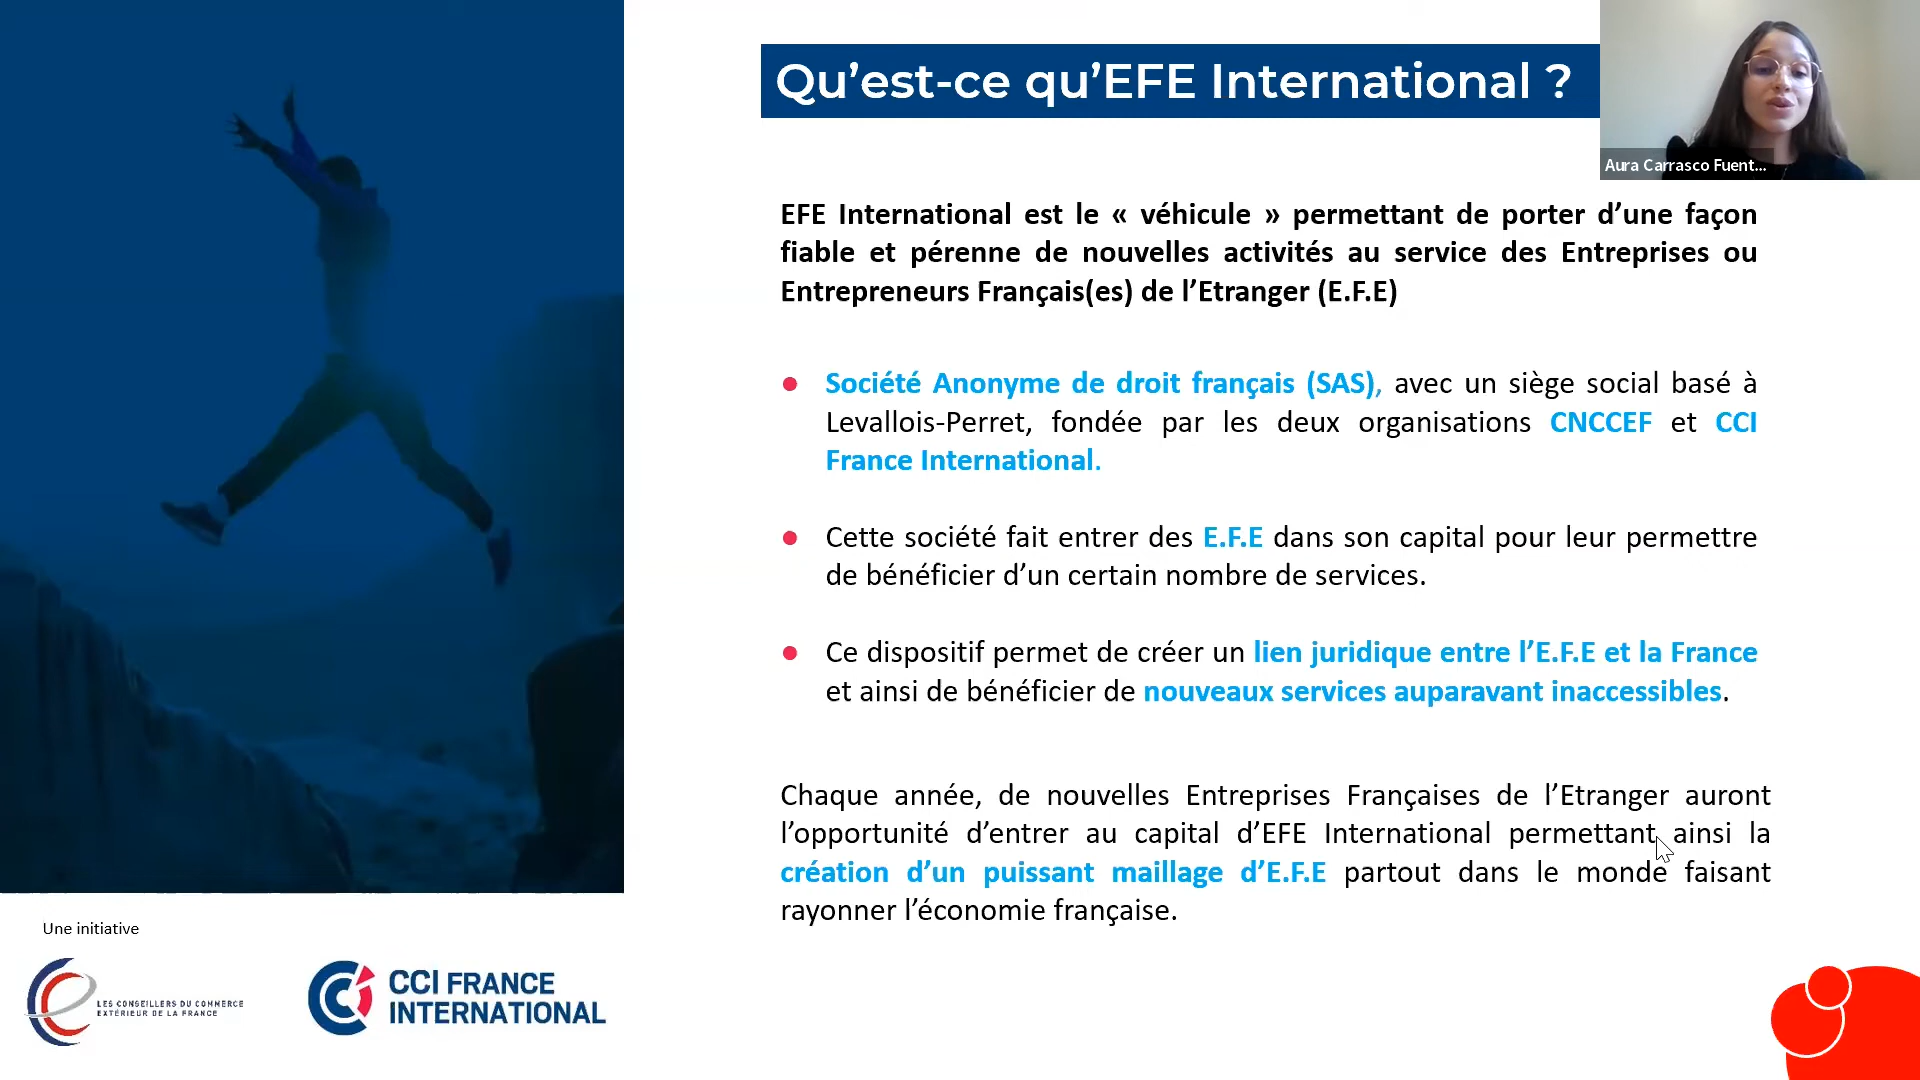 Qu’est-ce qu’EFE International ?
Aura Carrasco Fuent...
EFE International est le « véhicule » permettant de porter d’une façon
fiable et pérenne de nouvelles activités au service des Entreprises ou
Entrepreneurs Français(es) de l’Etranger (E.F.E)
● Société Anonyme de droit français (SAS), avec un siège social basé à
Levallois-Perret, fondée par les deux organisations CNCCEF et CCI
France International.
● Cette société fait entrer des E.F.E dans son capital pour leur permettre
de bénéficier d’un certain nombre de services.
● Ce dispositif permet de créer un lien juridique entre l’E.F.E et la France
et ainsi de bénéficier de nouveaux services auparavant inaccessibles.
Chaque année, de nouvelles Entreprises Françaises de l’Etranger auront
l’opportunité d’entrer au capital d’EFE International permettant ainsi la
création d’un puissant maillage d’E.F.E partout dans le monde faisant
rayonner l’économie française.
Une initiative
LES CONSEILLERS DU COMMERCE
EXTÉRIEUR DE LA FRANCE
CCI FRANCE
INTERNATIONAL